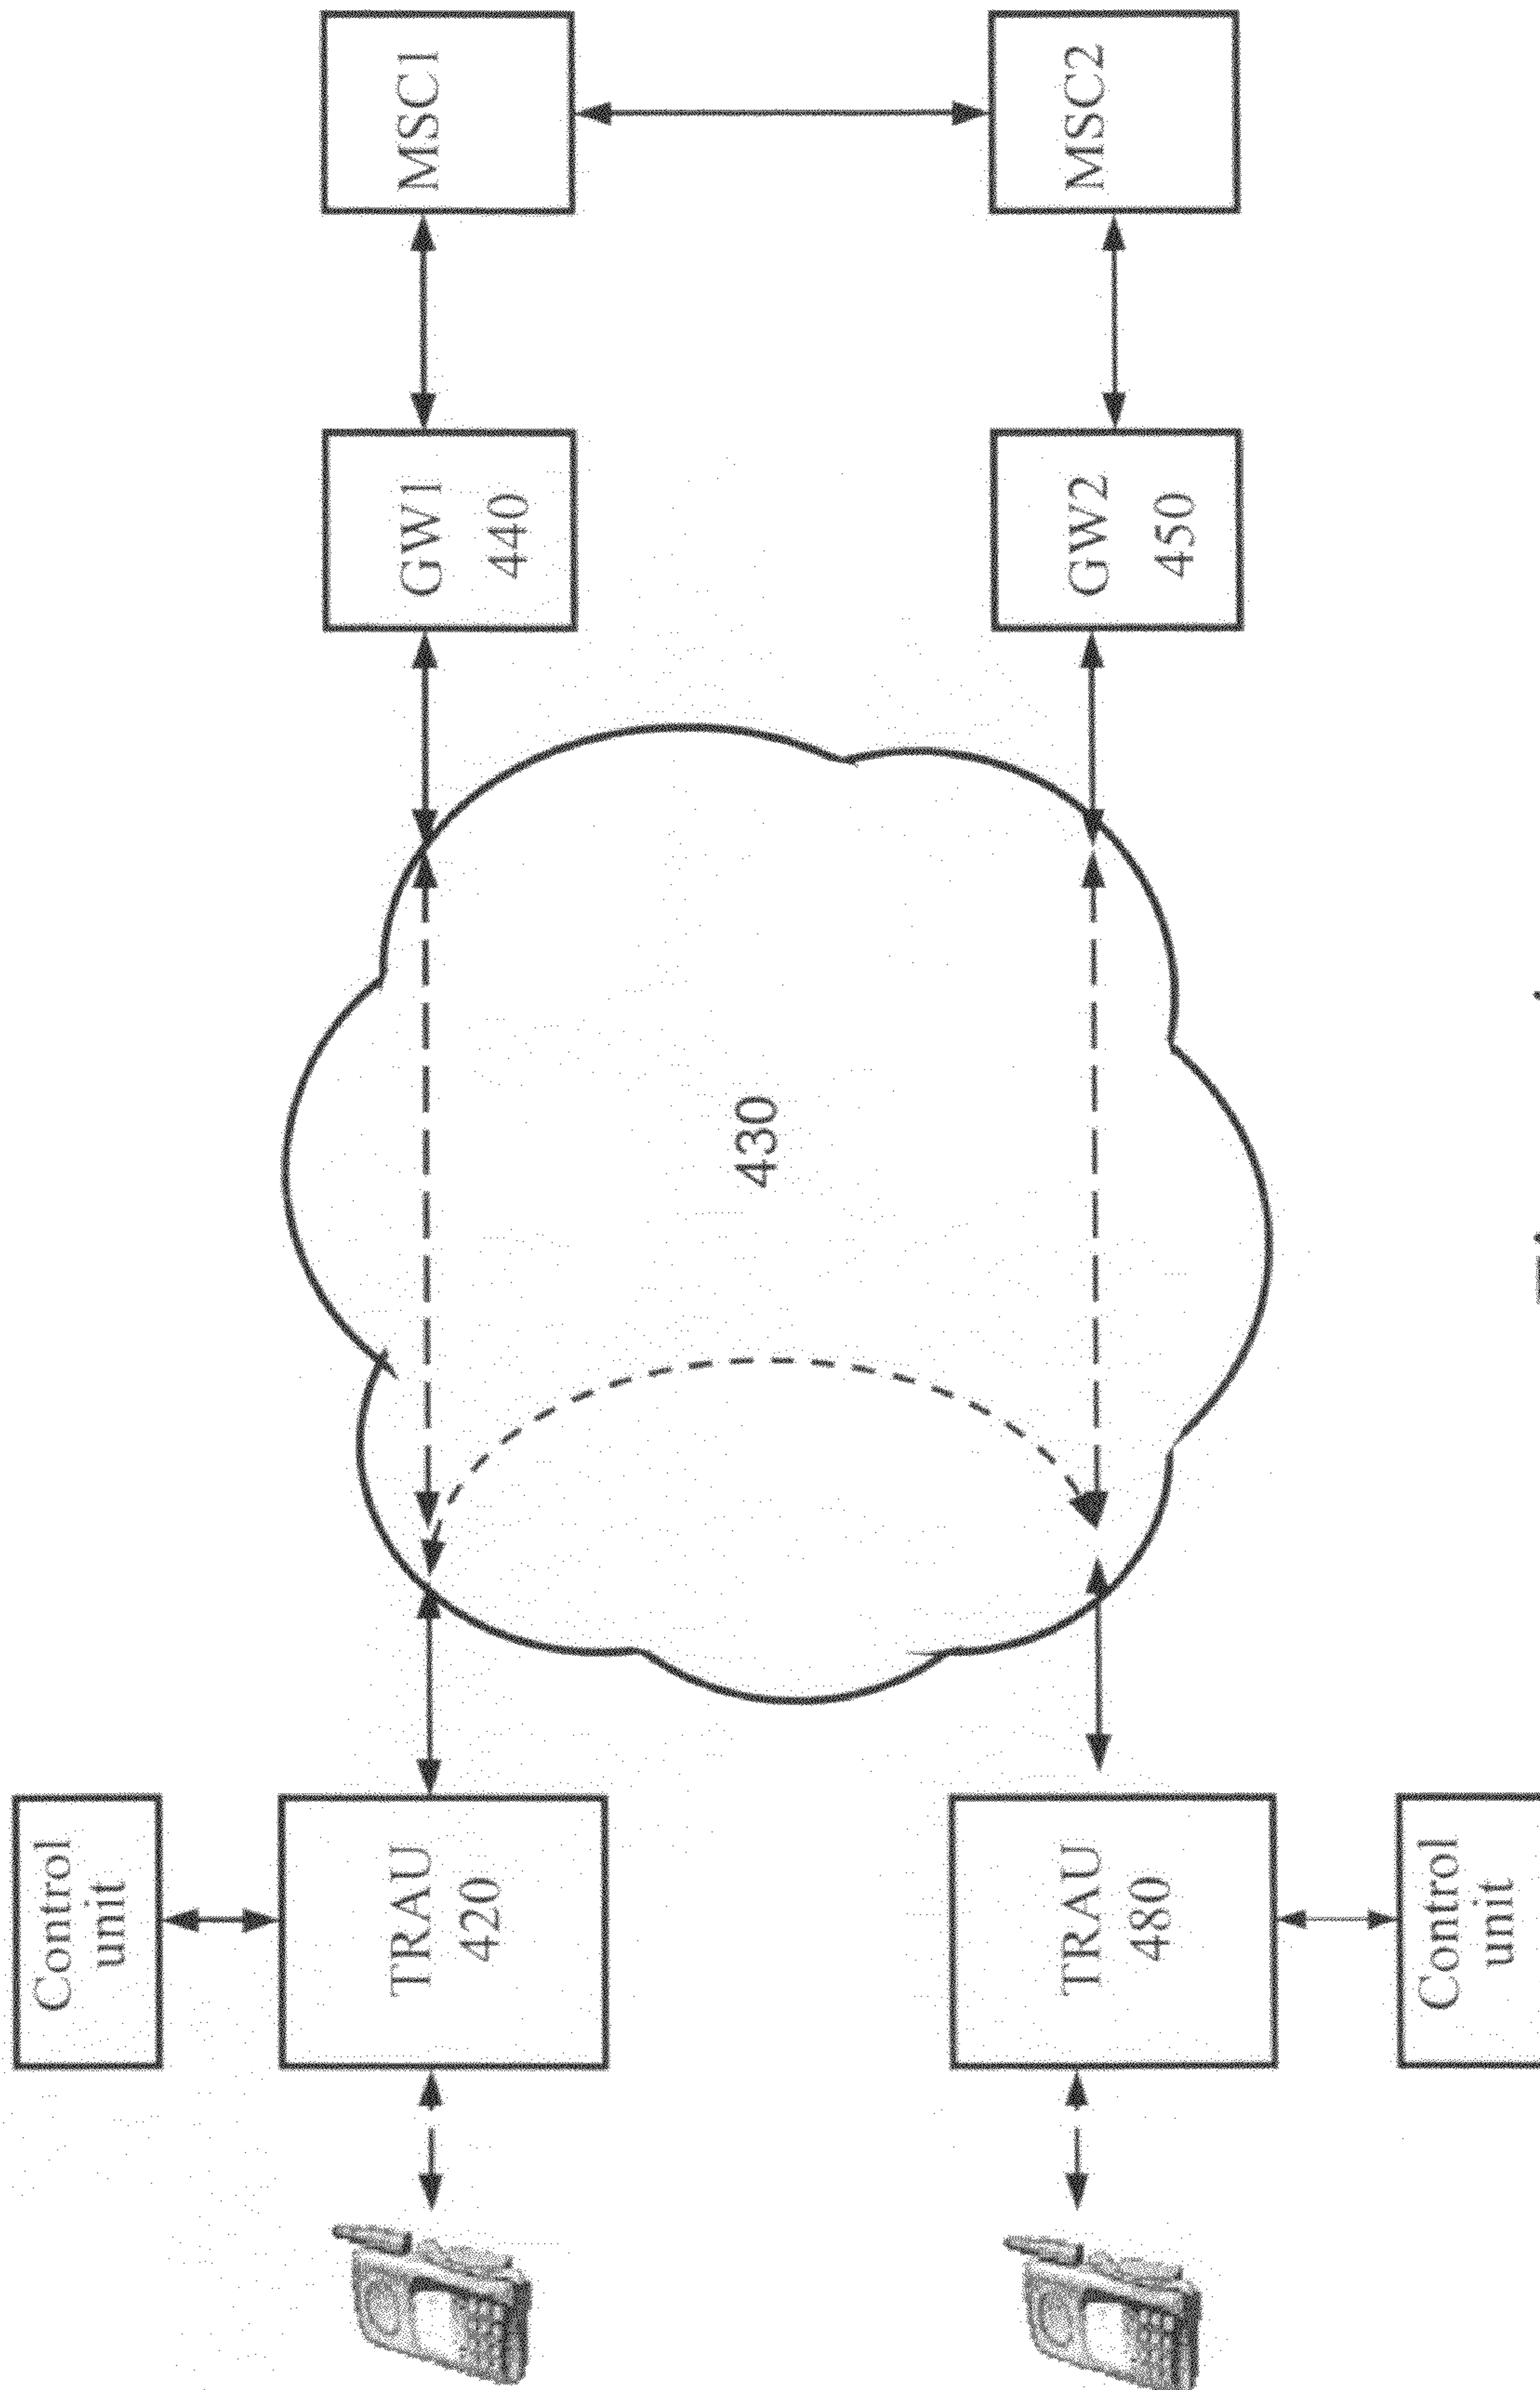 Control
unit
TRAU
420
GW1
440
MSC1
430
TRAU
480
GW2
450
MSC2
Control
unit